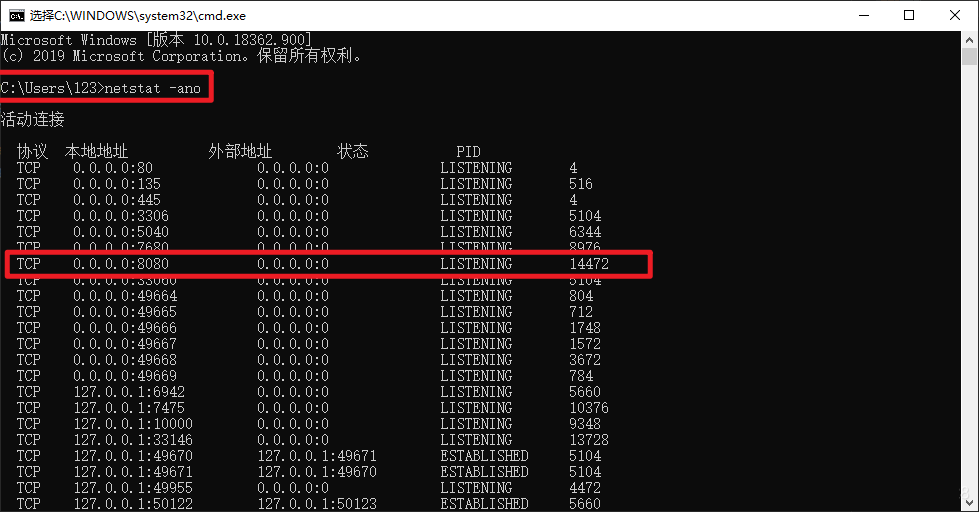 选择C:\WINDOWS\system32\cmd.exe
Microsoft Windows [版本 10.0.18362.900]
(c) 2019 Microsoft Corporation。保留所有权利。
C:\Users\123>netstat -ano
活动连接
协议 本地地址 外部地址 状态 PID
TCP 0.0.0.0:80 0.0.0.0:0 LISTENING 4
TCP 0.0.0.0:135 0.0.0.0:0 LISTENING 516
TCP 0.0.0.0:445 0.0.0.0:0 LISTENING 4
TCP 0.0.0.0:3306 0.0.0.0:0 LISTENING 5104
TCP 0.0.0.0:5040 0.0.0.0:0 LISTENING 6344
TCP 0.0.0.0:7680 0.0.0.0:0 LISTENING 8976
TCP 0.0.0.0:8080 0.0.0.0:0 LISTENING 14472
TCP 0.0.0.0:33060 0.0.0.0:0 LISTENING 5104
TCP 0.0.0.0:49664 0.0.0.0:0 LISTENING 804
TCP 0.0.0.0:49665 0.0.0.0:0 LISTENING 712
TCP 0.0.0.0:49666 0.0.0.0:0 LISTENING 1748
TCP 0.0.0.0:49667 0.0.0.0:0 LISTENING 1572
TCP 0.0.0.0:49668 0.0.0.0:0 LISTENING 3672
TCP 0.0.0.0:49669 0.0.0.0:0 LISTENING 784
TCP 127.0.0.1:6942 0.0.0.0:0 LISTENING 5660
TCP 127.0.0.1:7475 0.0.0.0:0 LISTENING 10376
TCP 127.0.0.1:10000 0.0.0.0:0 LISTENING 9348
TCP 127.0.0.1:33146 0.0.0.0:0 LISTENING 13728
TCP 127.0.0.1:49670 127.0.0.1:49671 ESTABLISHED 5104
TCP 127.0.0.1:49671 127.0.0.1:49670 ESTABLISHED 5104
TCP 127.0.0.1:49955 0.0.0.0:0 LISTENING 4472
TCP 127.0.0.1:50122 127.0.0.1:50123 ESTABLISHED 5660